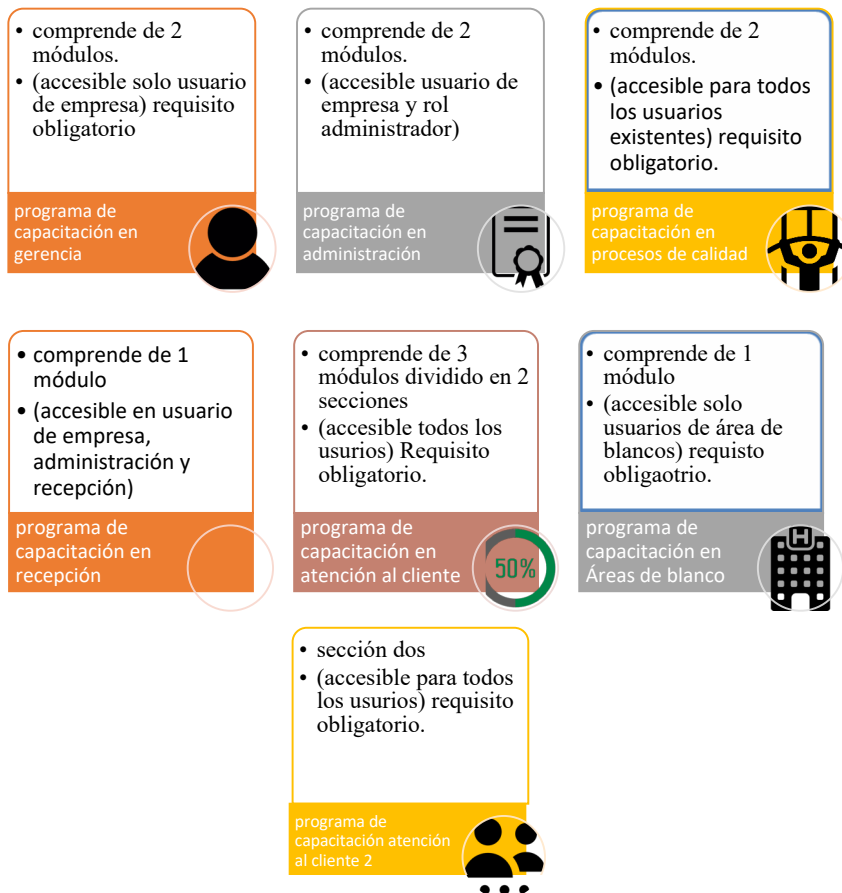 • comprende de 2
módulos.
• (accesible solo usuario
de empresa) requisito
obligatorio
programa de
capacitación en
gerencia
• comprende de 2
módulos.
• (accesible usuario de
empresa y rol
administrador)
programa de
capacitación en
administración
• comprende de 2
módulos.
• (accesible para todos
los usuarios
existentes) requisito
obligatorio.
programa de
capacitación en
procesos de calidad
• comprende de 1
módulo
• (accesible en usuario
de empresa,
administración y
recepción)
programa de
capacitación en
recepción
• comprende de 3
módulos dividido en 2
secciones
• (accesible todos los
usurios) Requisito
obligatorio.
programa de
capacitación en
atención al cliente
50%
• comprende de 1
módulo
• (accesible solo
usuarios de área de
blancos) requisto
obligaotrio.
programa de
capacitación en
Áreas de blanco
H
• sección dos
• (accesible para todos
los usurios) requisito
obligatorio.
programa de
capacitación atención
al cliente 2